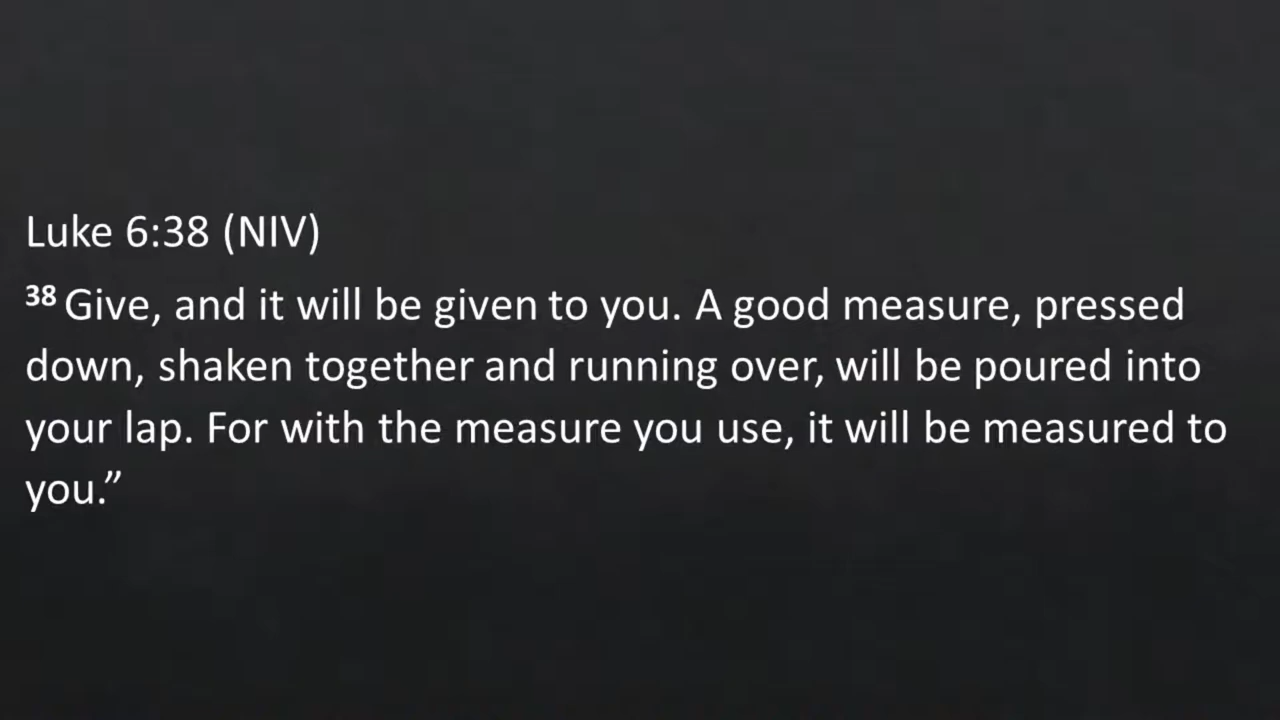 Luke 6:38 (NIV)
38 Give, and it will be given to you. A good measure, pressed
down, shaken together and running over, will be poured into
your lap. For with the measure you use, it will be measured to
you.”